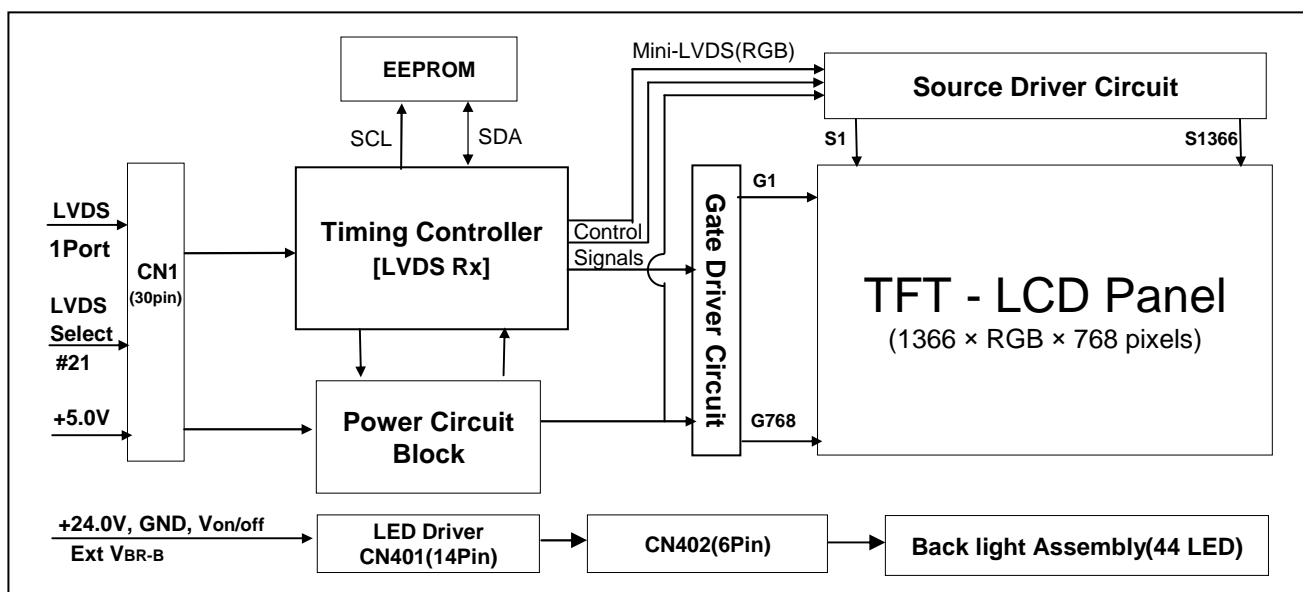 EEPROM
SCL
SDA
Mini-LVDS(RGB)
Source Driver Circuit
S1
S1366
LVDS
1Port
LVDS
Select
#21
+5.0V
CN1
(30pin)
Timing Controller
[LVDS Rx]
Control
Signals
Power Circuit
Block
Gate Driver Circuit
G1
G768
TFT - LCD Panel
(1366 × RGB × 768 pixels)
+24.0V, GND, Von/off
Ext VBR-B
LED Driver
CN401(14Pin)
CN402(6Pin)
Back light Assembly(44 LED)